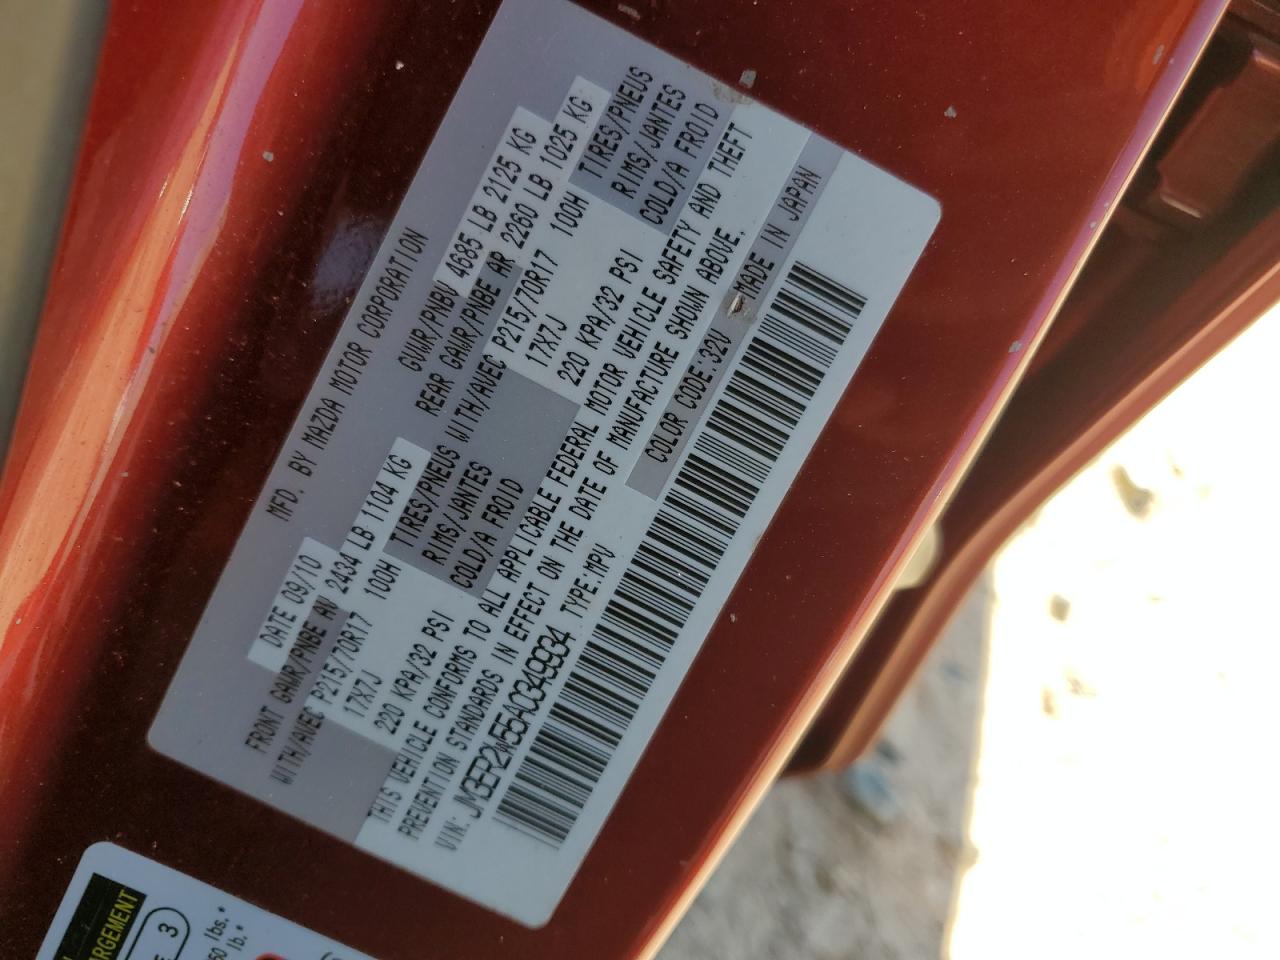 MFD. BY MAZDA MOTOR CORPORATION
DATE 09/10 GVWR/PNBV 4685 LB 2125 KG
FRONT GAWR/PNBE AV 2434 LB 1104 KG REAR GAWR/PNBE AR 2260 LB 1025 KG
WITH/AVEC P215/70R17 100H TIRES/PNEUS WITH/AVEC P215/70R17 100H TIRES/PNEUS
17X7J RIMS/JANTES 17X7J RIMS/JANTES
220 KPA/32 PSI COLD/A FROID 220 KPA/32 PSI COLD/A FROID
THIS VEHICLE CONFORMS TO ALL APPLICABLE FEDERAL MOTOR VEHICLE SAFETY AND THEFT
PREVENTION STANDARDS IN EFFECT ON THE DATE OF MANUFACTURE SHOWN ABOVE.
VIN: JM3ER2W55A0349934 TYPE:MPV COLOR CODE:32V MADE IN JAPAN
ARGEMENT
3
lbs.*
lb.*